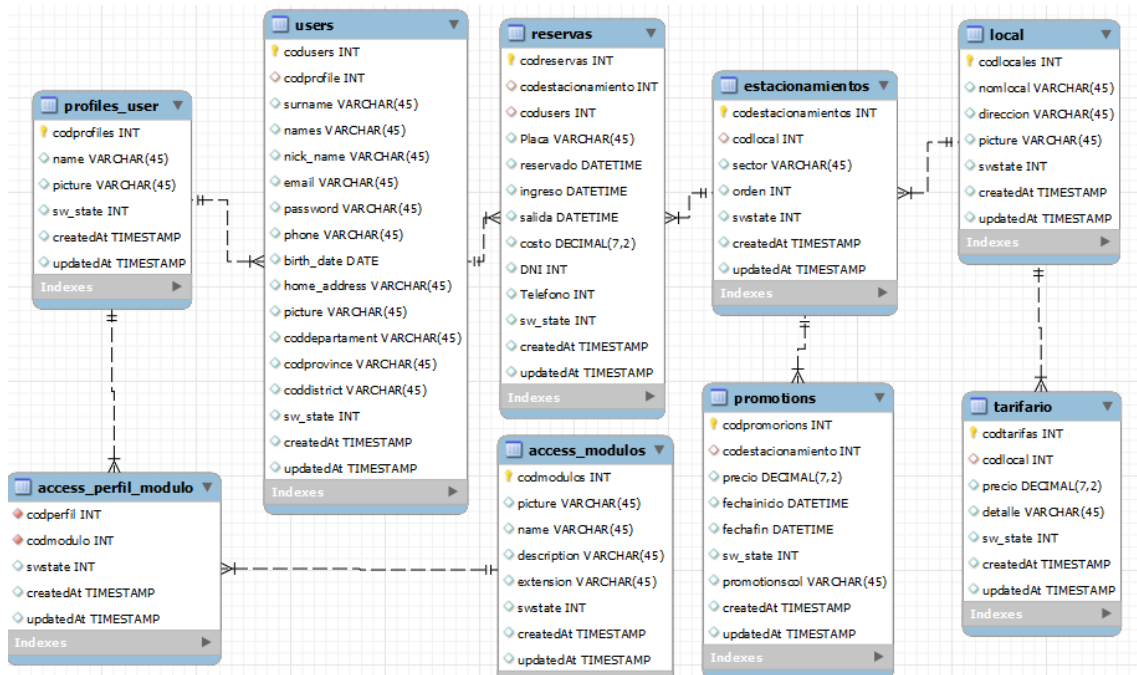 profiles_user
codprofiles INT
name VARCHAR(45)
picture VARCHAR(45)
sw_state INT
createdAt TIMESTAMP
updatedAt TIMESTAMP
Indexes
users
codusers INT
codprofile INT
surname VARCHAR(45)
names VARCHAR(45)
nick_name VARCHAR(45)
email VARCHAR(45)
password VARCHAR(45)
phone VARCHAR(45)
birth_date DATE
home_address VARCHAR(45)
picture VARCHAR(45)
coddepartament VARCHAR(45)
codprovince VARCHAR(45)
coddistrict VARCHAR(45)
sw_state INT
createdAt TIMESTAMP
updatedAt TIMESTAMP
Indexes
reservas
codreservas INT
codestacionamiento INT
codusers INT
Placa VARCHAR(45)
reservado DATETIME
ingreso DATETIME
salida DATETIME
costo DECIMAL(7,2)
DNI INT
Telefono INT
sw_state INT
createdAt TIMESTAMP
updatedAt TIMESTAMP
Indexes
estacionamientos
codestacionamientos INT
codlocal INT
sector VARCHAR(45)
orden INT
swstate INT
createdAt TIMESTAMP
updatedAt TIMESTAMP
Indexes
local
codlocales INT
nomlocal VARCHAR(45)
direccion VARCHAR(45)
picture VARCHAR(45)
swstate INT
createdAt TIMESTAMP
updatedAt TIMESTAMP
Indexes
access_perfil_modulo
codperfil INT
codmodulo INT
swstate INT
createdAt TIMESTAMP
updatedAt TIMESTAMP
Indexes
access_modulos
codmodulos INT
picture VARCHAR(45)
name VARCHAR(45)
description VARCHAR(45)
extension VARCHAR(45)
swstate INT
createdAt TIMESTAMP
updatedAt TIMESTAMP
promotions
codpromorions INT
codestacionamiento INT
precio DECIMAL(7,2)
fechainicio DATETIME
fechafin DATETIME
sw_state INT
promotionscol VARCHAR(45)
createdAt TIMESTAMP
updatedAt TIMESTAMP
Indexes
tarifario
codtarifas INT
codlocal INT
precio DECIMAL(7,2)
detalle VARCHAR(45)
sw_state INT
createdAt TIMESTAMP
updatedAt TIMESTAMP
Indexes